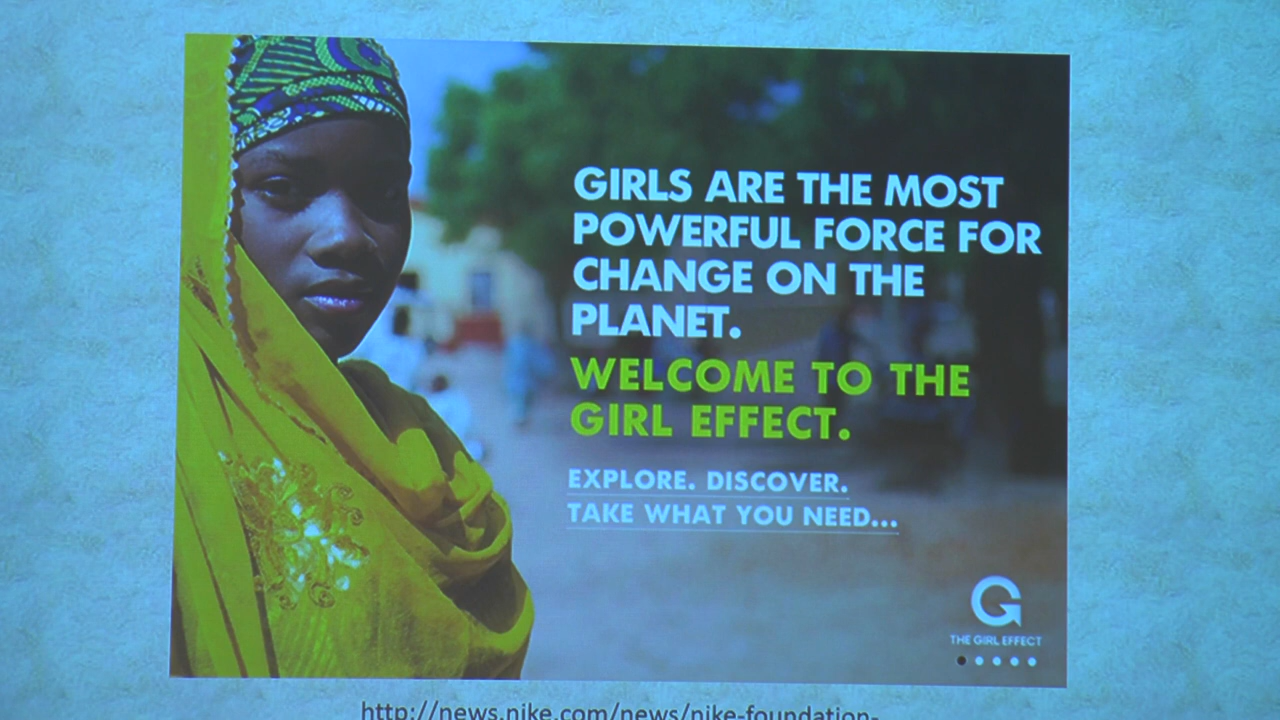 GIRLS ARE THE MOST
POWERFUL FORCE FOR
CHANGE ON THE
PLANET.
WELCOME TO THE
GIRL EFFECT.
EXPLORE. DISCOVER.
TAKE WHAT YOU NEED...
THE GIRL EFFECT
http://news.nike.com/news/nike-foundation-